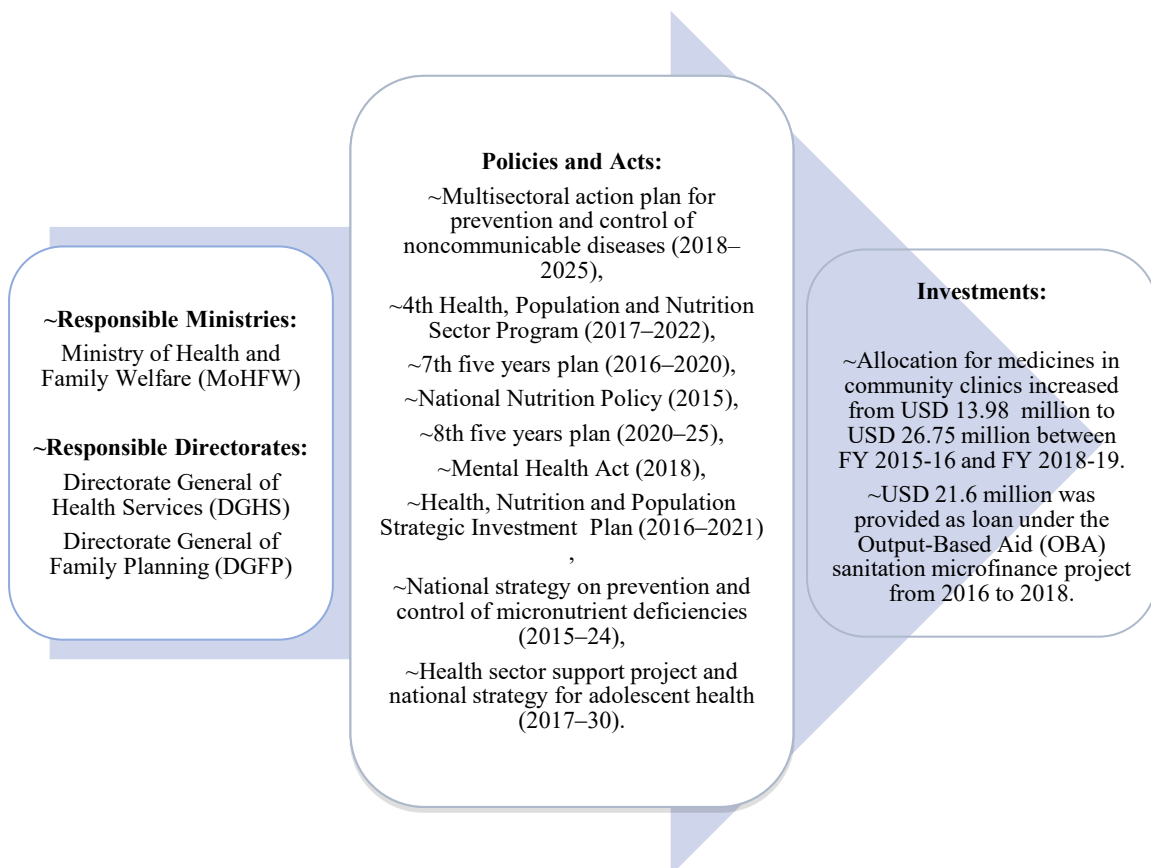 ~Responsible Ministries:
Ministry of Health and
Family Welfare (MoHFW)
~Responsible Directorates:
Directorate General of
Health Services (DGHS)
Directorate General of
Family Planning (DGFP)
Policies and Acts:
~Multisectoral action plan for
prevention and control of
noncommunicable diseases (2018–
2025),
~4th Health, Population and Nutrition
Sector Program (2017–2022),
~7th five years plan (2016–2020),
~National Nutrition Policy (2015),
~8th five years plan (2020–25),
~Mental Health Act (2018),
~Health, Nutrition and Population
Strategic Investment Plan (2016–2021)
,
~National strategy on prevention and
control of micronutrient deficiencies
(2015–24),
~Health sector support project and
national strategy for adolescent health
(2017–30).
Investments:
~Allocation for medicines in
community clinics increased
from USD 13.98 million to
USD 26.75 million between
FY 2015-16 and FY 2018-19.
~USD 21.6 million was
provided as loan under the
Output-Based Aid (OBA)
sanitation microfinance project
from 2016 to 2018.